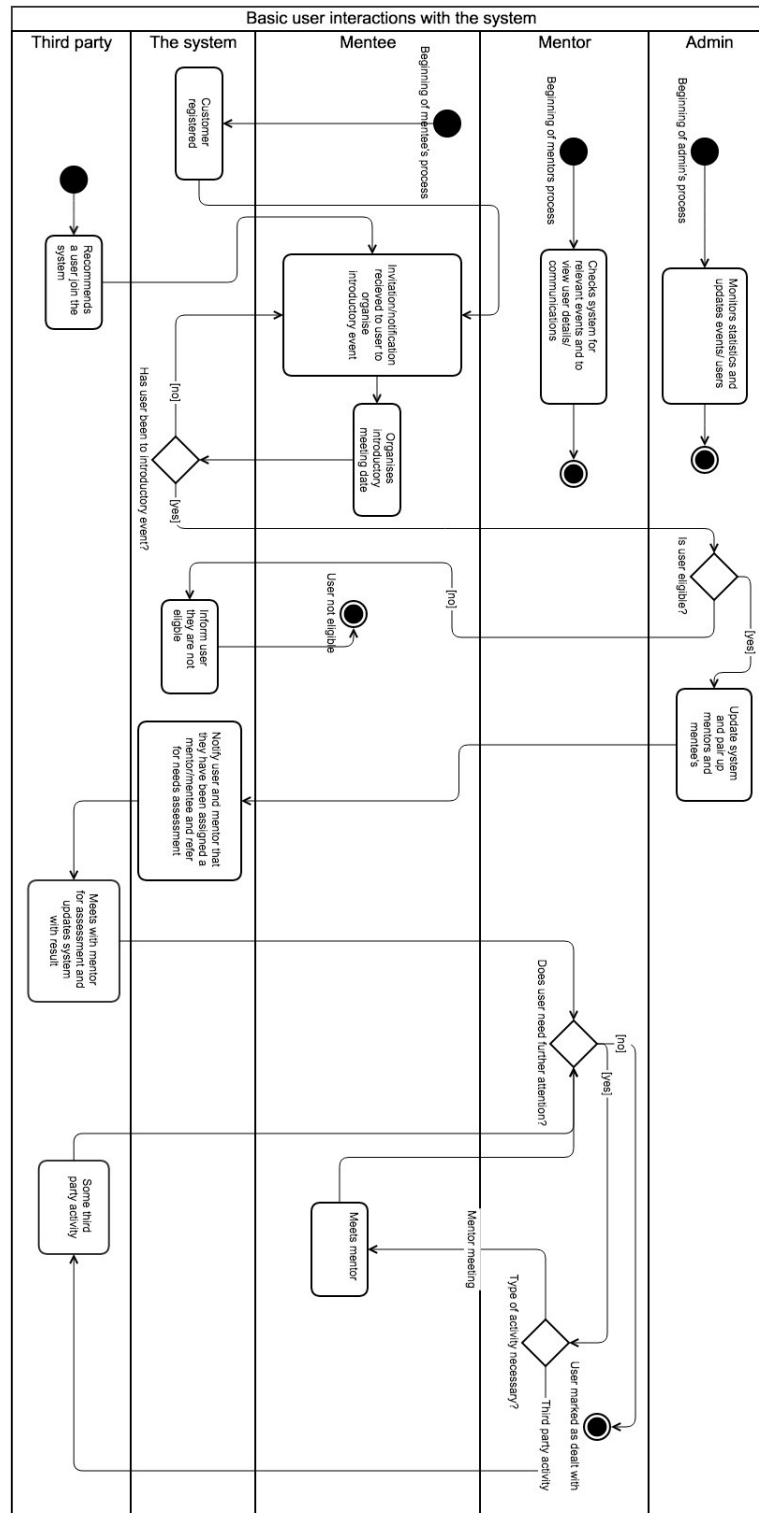 Basic user interactions with the system
Third party
The system
Mentee
Mentor
Admin
Beginning of admin's process
Monitors statistics and
updates events/ users
Is user eligible?
[no]
[yes]
Update system
and pair up
mentors and
mentee's
Beginning of mentors process
Checks system for
relevant events and to
view user details/
communications
Does user need further attention?
[no]
[yes]
Type of activity necessary?
Mentor meeting
Third party activity
User marked as dealt with
Beginning of mentee's process
Invitation/notification
recieved to user to
organise
introductory event
Organises
introductory
meeting date
User not eligible
Meets mentor
Customer
registered
Has user been to introductory event?
[no]
[yes]
Inform user
they are not
eligble
Notify user and mentor that
they have been assigned a
mentor/mentee and refer
for needs assessment
Recommends
a user join the
system
Meets with mentor
for assessment and
updates system
with result
Some third
party activity